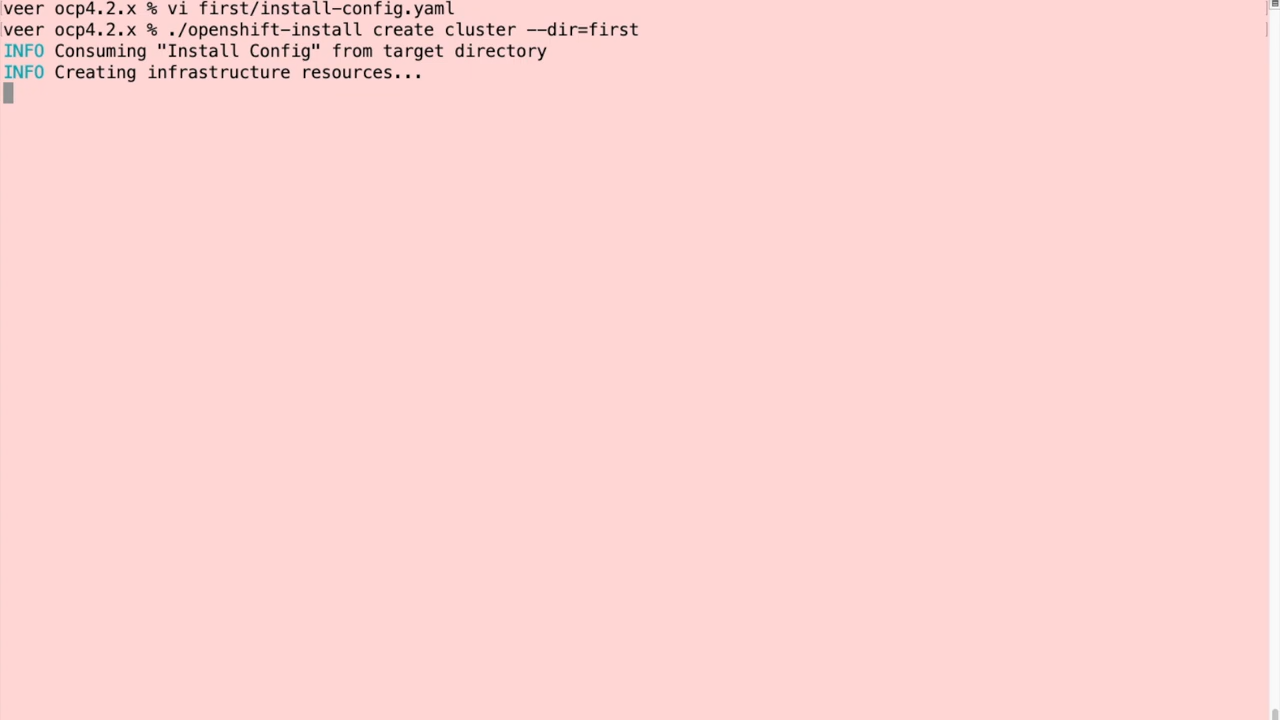 veer ocp4.2.x % vi first/install-config.yaml
veer ocp4.2.x % ./openshift-install create cluster --dir=first
INFO Consuming "Install Config" from target directory
INFO Creating infrastructure resources...